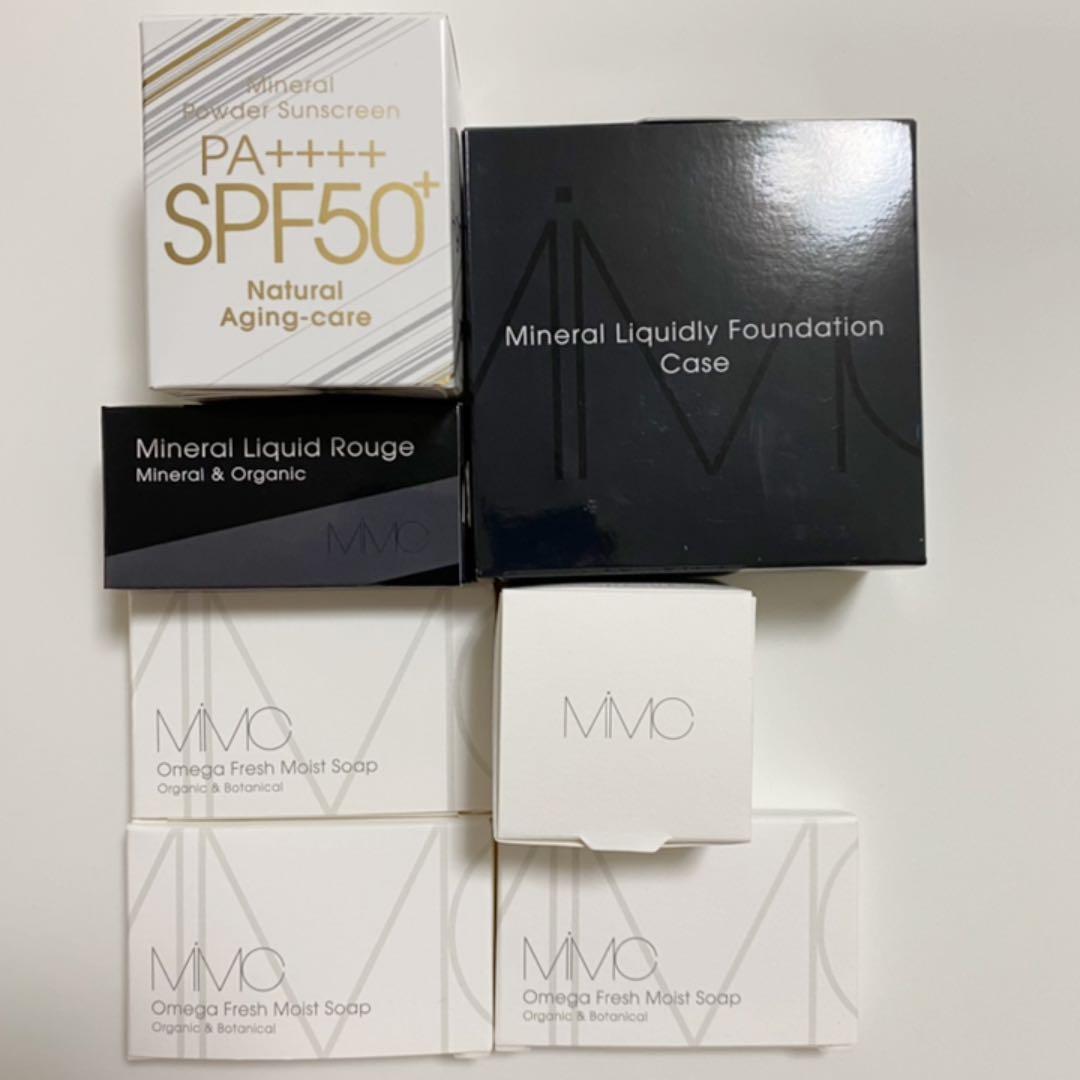 Mineral
Powder Sunscreen
PA++++
SPF50+
Natural
Aging-care
Mineral Liquidly Foundation
Case
Mineral Liquid Rouge
Mineral & Organic
MiMC
MiMC
Omega Fresh Moist Soap
Organic & Botanical
MiMC
MiMC
Omega Fresh Moist Soap
Organic & Botanical
MiMC
Omega Fresh Moist Soap
Organic & Botanical